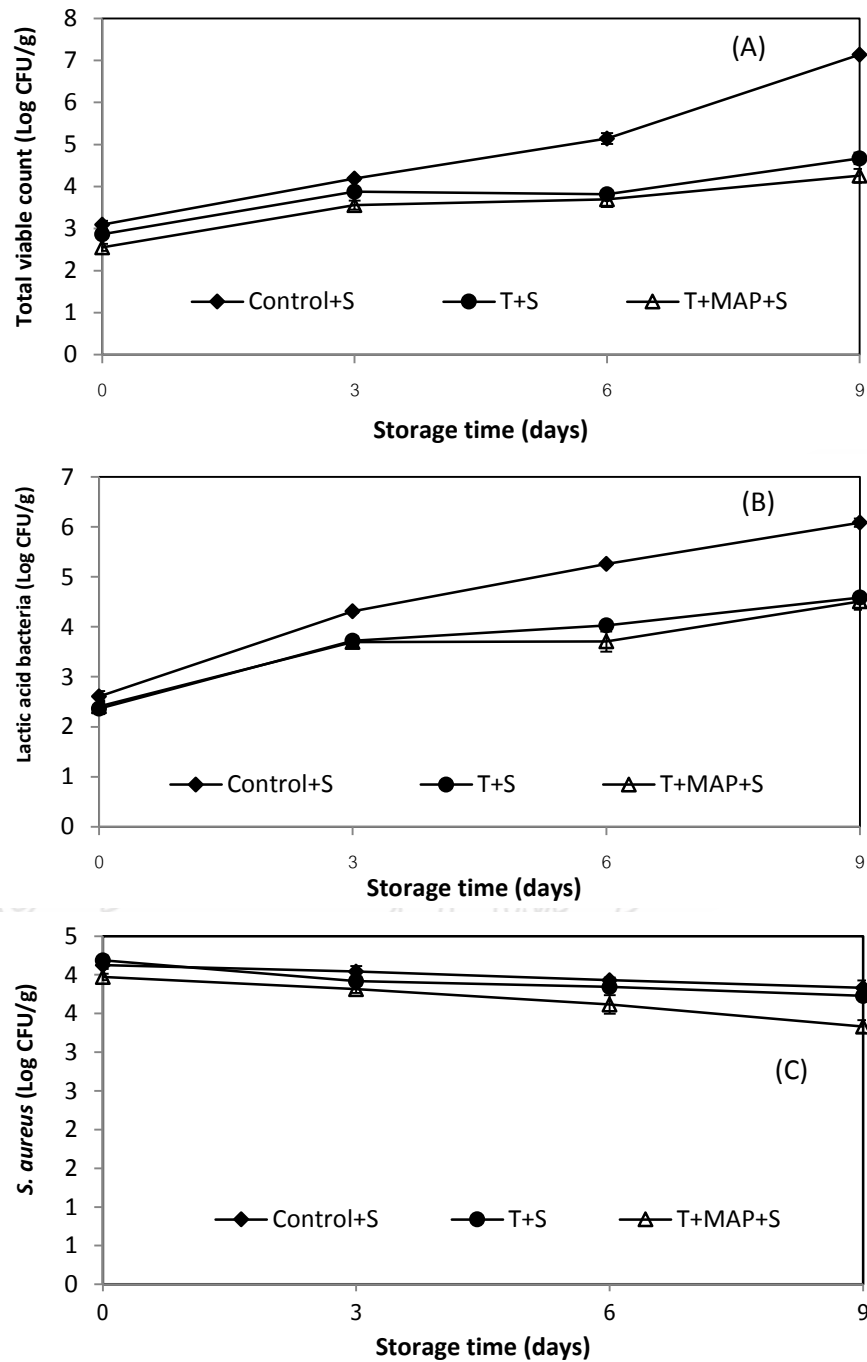 8
(A)
7
6
5
4
3
2
Control+S T+S T+MAP+S
1
0
0 3 6 9
Total viable count (Log CFU/g)
Storage time (days)
7
(B)
6
5
4
3
2
1
Control+S T+S T+MAP+S
0
0 3 6 9
Lactic acid bacteria (Log CFU/g)
Storage time (days)
5
4
4
3
(C)
3
2
2
1
Control+S T+S T+MAP+S
1
0
0 3 6 9
S. aureus (Log CFU/g)
Storage time (days)